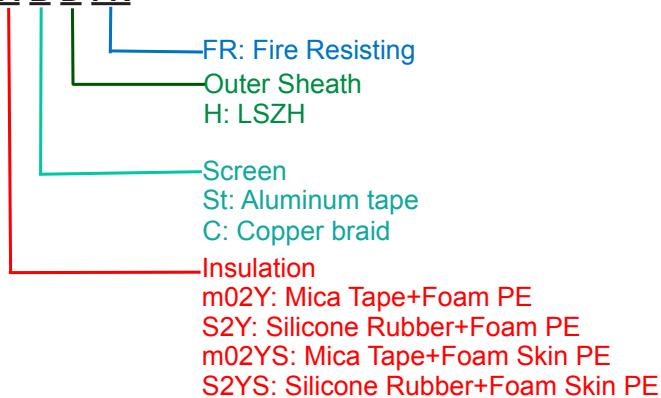 FR: Fire Resisting
Outer Sheath
H: LSZH
Screen
St: Aluminum tape
C: Copper braid
Insulation
m02Y: Mica Tape+Foam PE
S2Y: Silicone Rubber+Foam PE
m02YS: Mica Tape+Foam Skin PE
S2YS: Silicone Rubber+Foam Skin PE